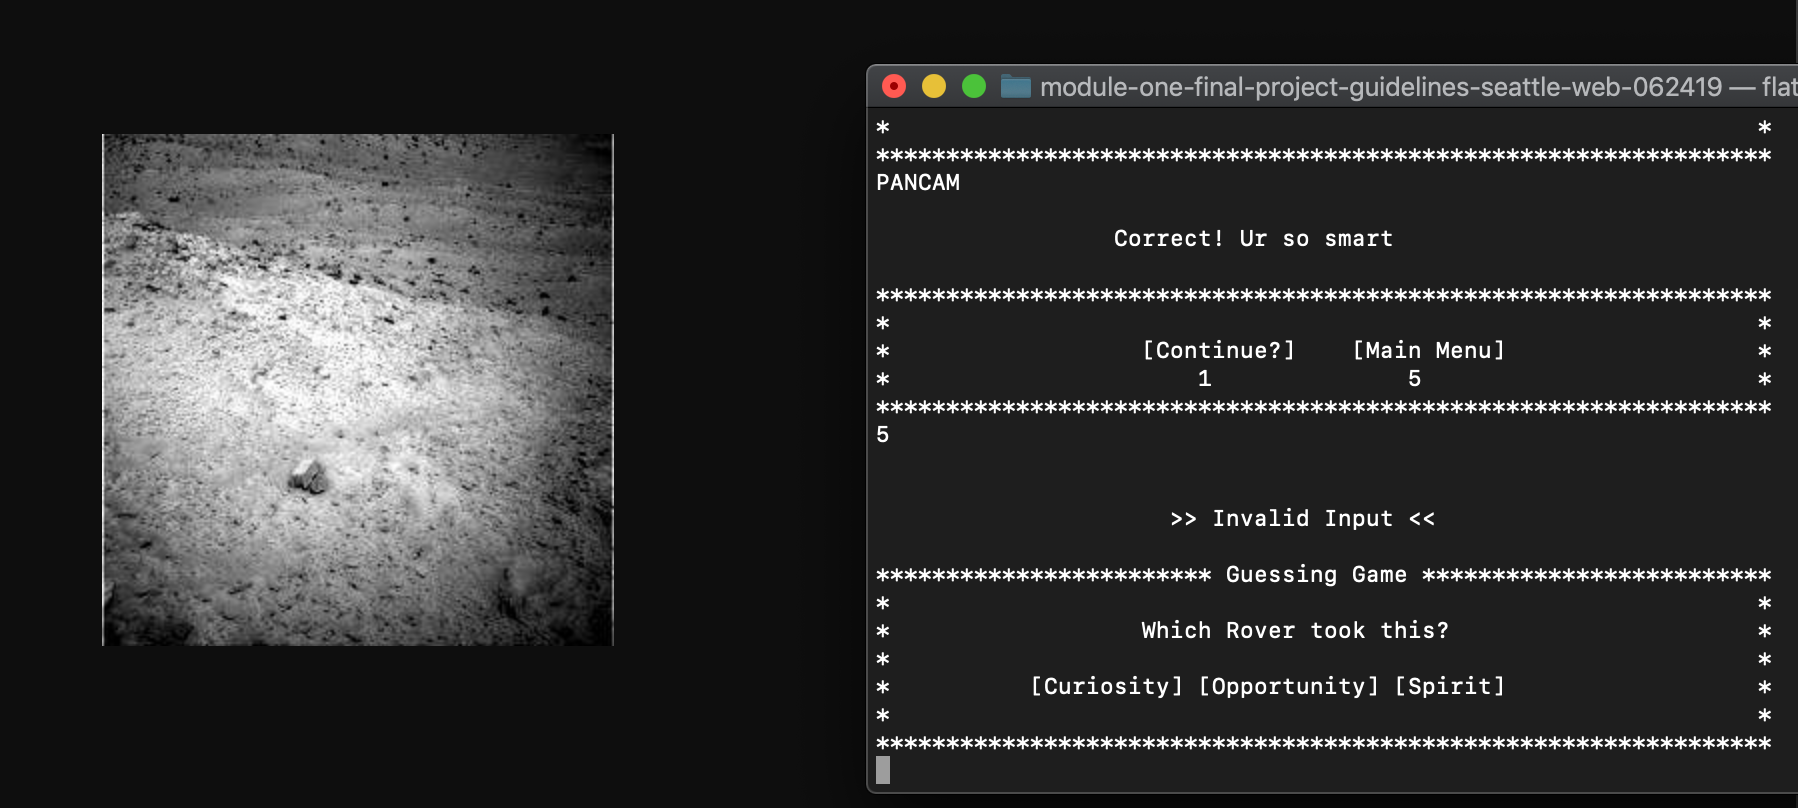 module-one-final-project-guidelines-seattle-web-062419 — flat
* *
****************************************************************
PANCAM
Correct! Ur so smart
****************************************************************
* *
* [Continue?] [Main Menu] *
* 1 5 *
****************************************************************
5
>> Invalid Input <<
************************ Guessing Game *************************
* *
* Which Rover took this? *
* *
* [Curiosity] [Opportunity] [Spirit] *
* *
****************************************************************